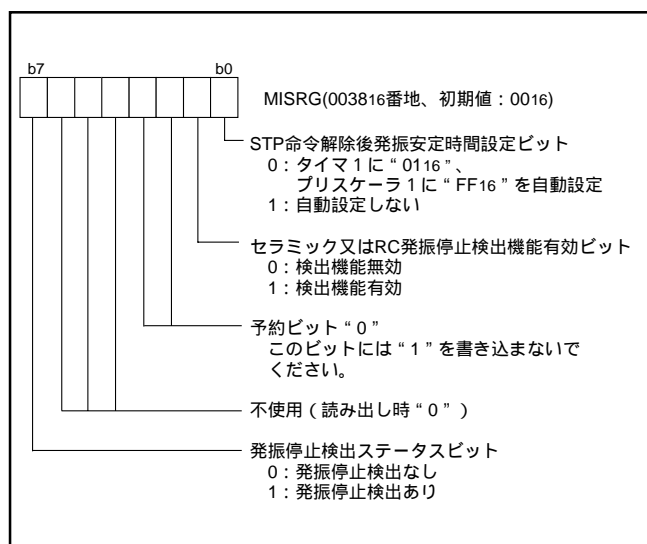 b7 b0
MISRG(003816番地、初期値：0016)
STP命令解除後発振安定時間設定ビット
0：タイマ1に“0116”、
プリスケーラ1に“FF16”を自動設定
1：自動設定しない
セラミック又はRC発振停止検出機能有効ビット
0：検出機能無効
1：検出機能有効
予約ビット“0”
このビットには“1”を書き込まないで
ください。
不使用（読み出し時“0”）
発振停止検出ステータスビット
0：発振停止検出なし
1：発振停止検出あり